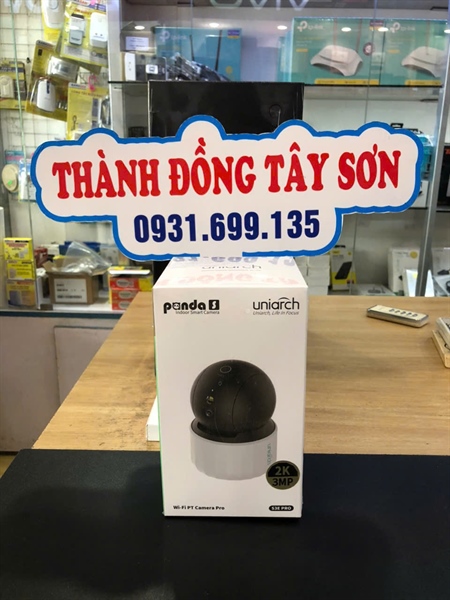 THÀNH ĐỒNG TÂY SƠN
0931.699.135
uniarch
panda S
Indoor Smart Camera
uniarch
Uniarch, Life in Focus
2K
3MP
Wi-Fi PT Camera Pro